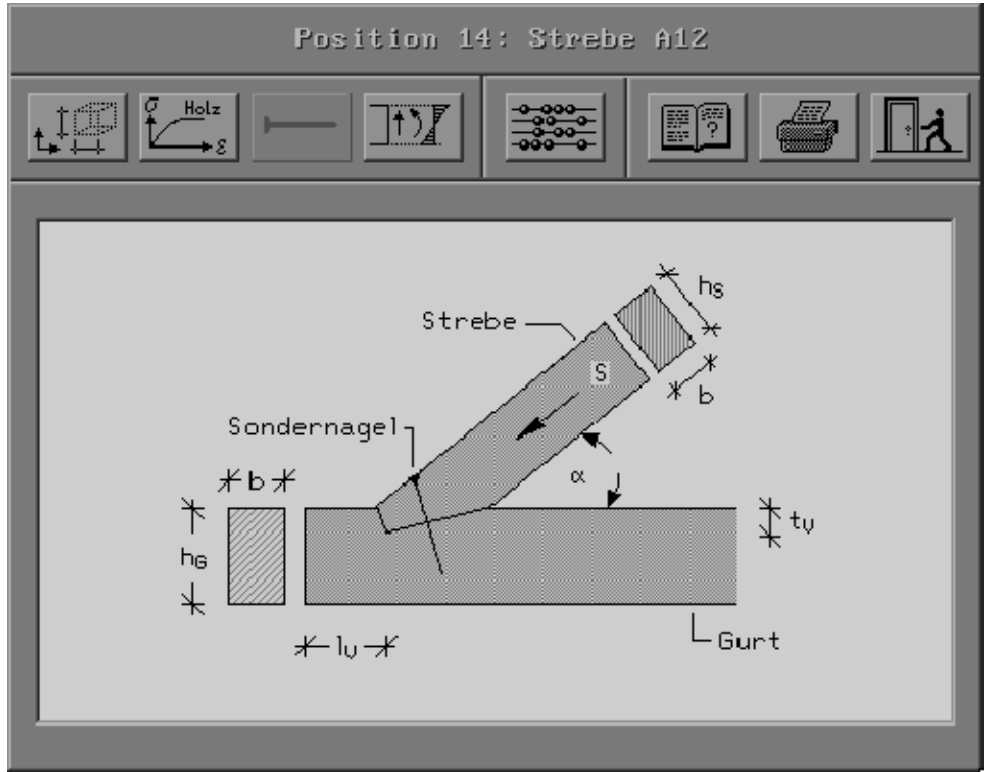 Position 14: Strebe A12
σ Holz
ε
?
hS
Strebe
S
b
Sondernagel
α
b
tv
hG
lv
Gurt